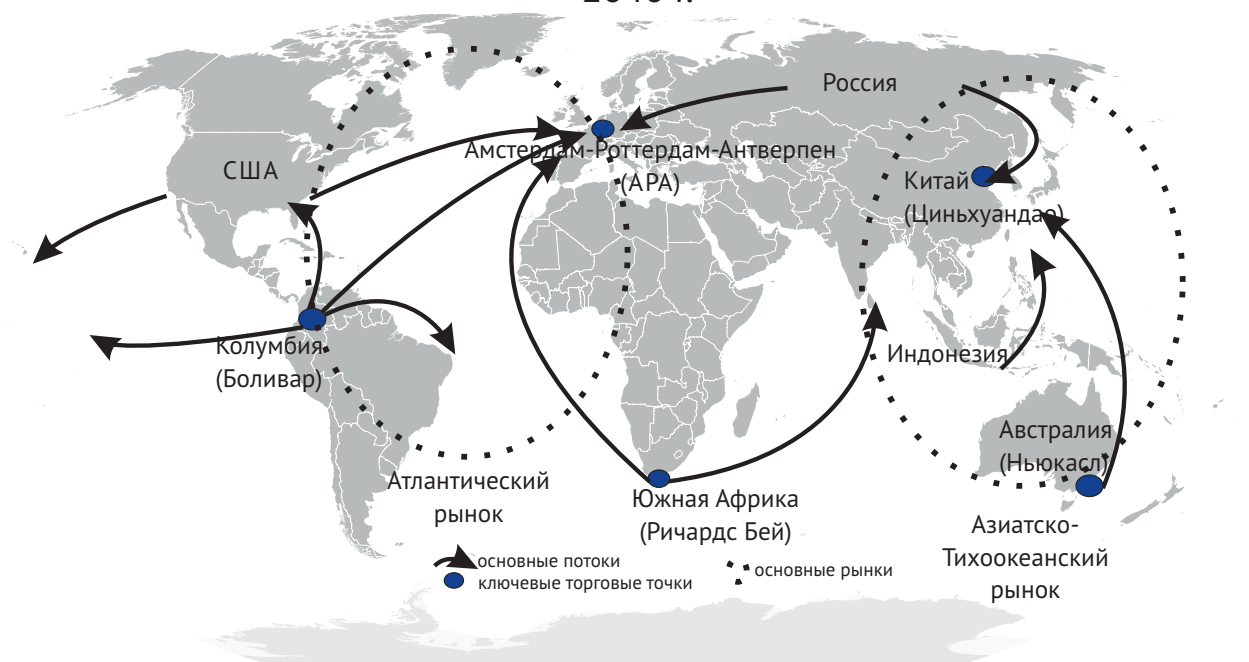 Россия
США
Амстердам-Роттердам-Антверпен
(АРА)
Китай
(Циньхуандао)
Колумбия
(Боливар)
Индонезия
Австралия
(Ньюкасл)
Атлантический
рынок
Южная Африка
(Ричардс Бей)
Азиатско-
Тихоокеанский
рынок
основные потоки
ключевые торговые точки
основные рынки